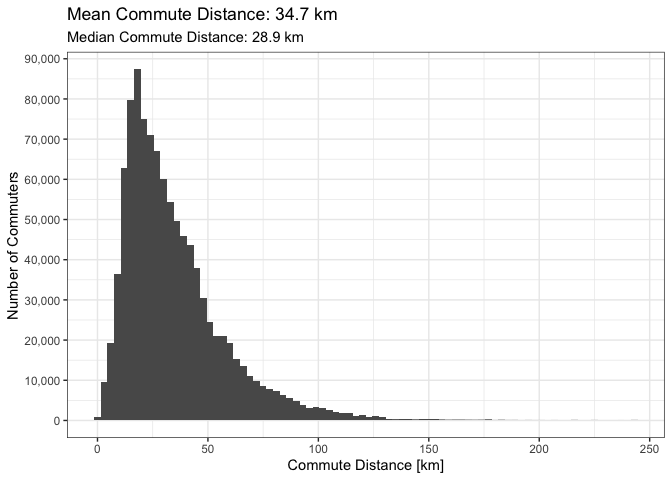 Mean Commute Distance: 34.7 km
Median Commute Distance: 28.9 km
90,000
80,000
70,000
60,000
50,000
40,000
30,000
20,000
10,000
0
Number of Commuters
0 50 100 150 200 250
Commute Distance [km]